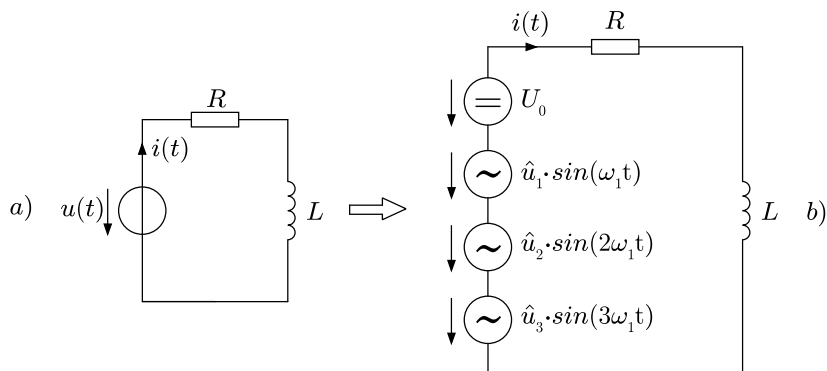 a)
u(t)
i(t)
R
L
i(t)
R
U₀
û₁·sin(ω₁t)
û₂·sin(2ω₁t)
û₃·sin(3ω₁t)
L
b)